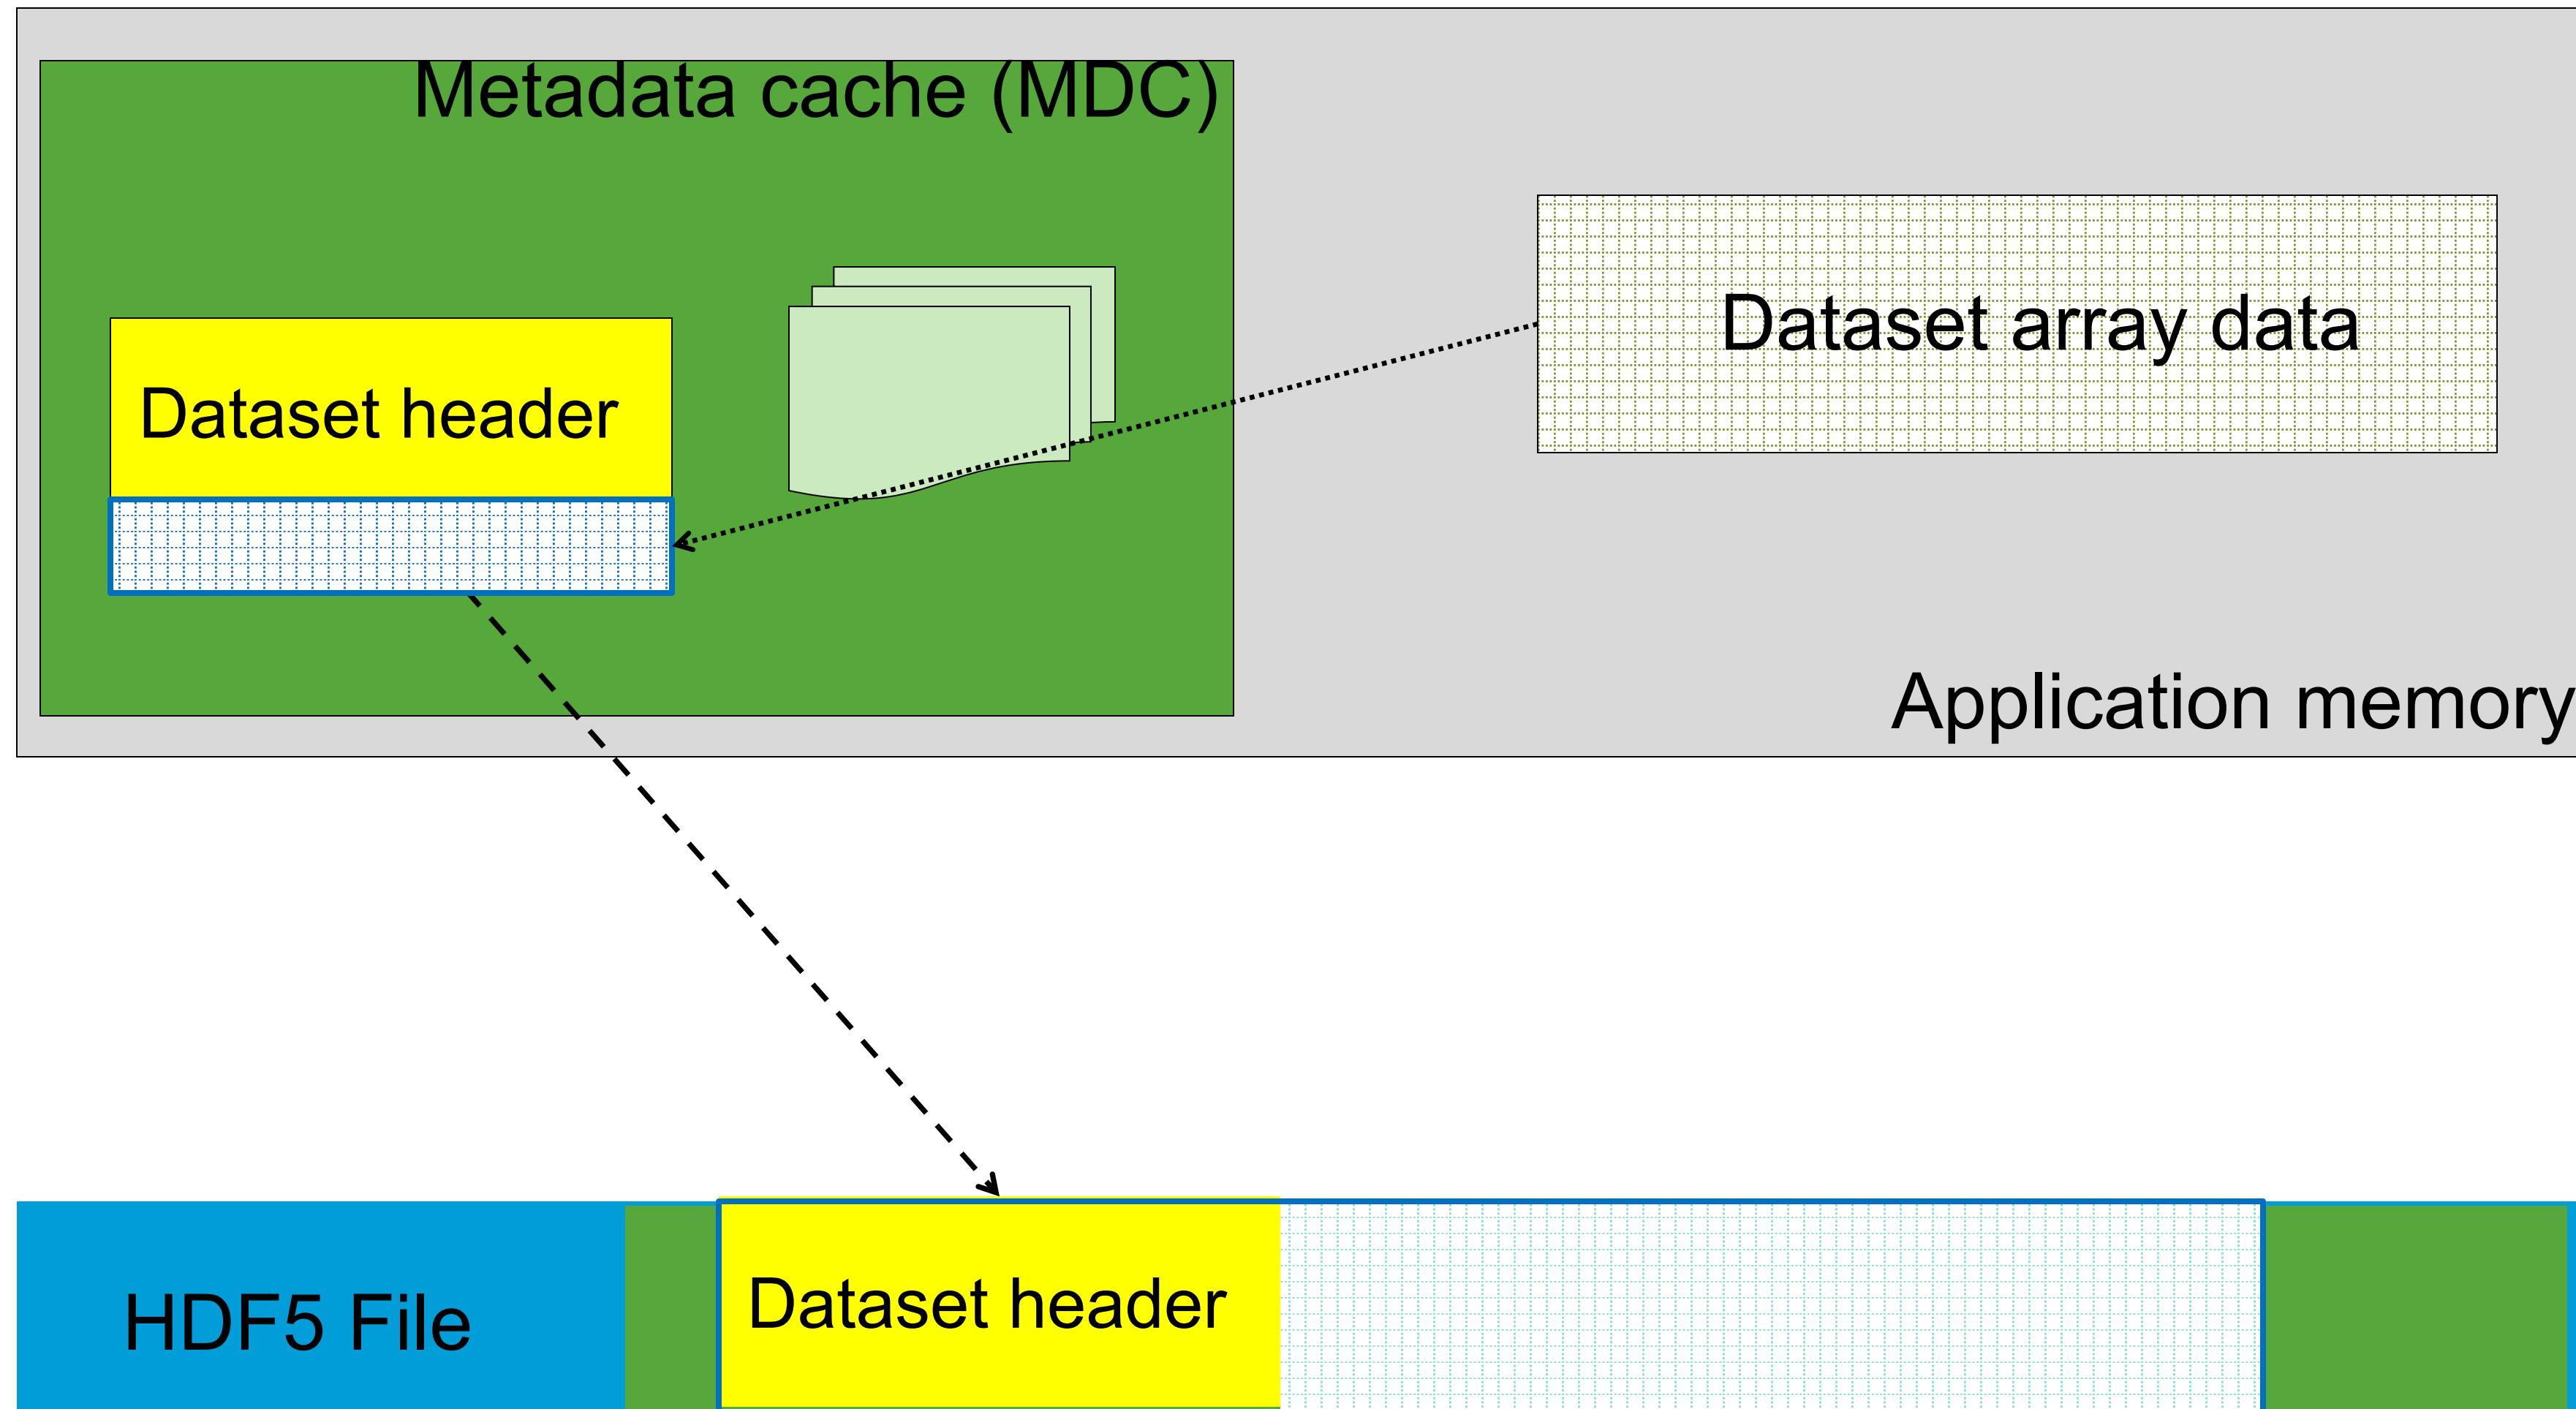 Metadata cache (MDC)
Dataset array data
Dataset header
Application memory
HDF5 File
Dataset header